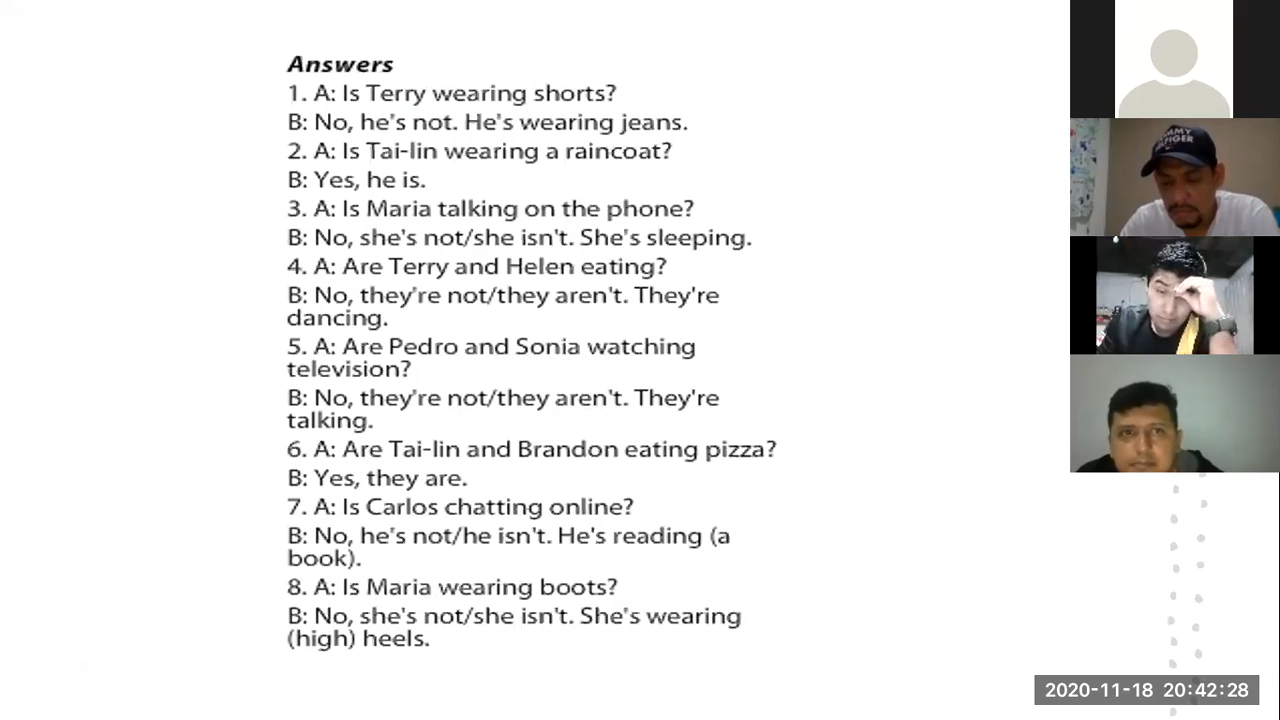 Answers
1. A: Is Terry wearing shorts?
B: No, he's not. He's wearing jeans.
2. A: Is Tai-lin wearing a raincoat?
B: Yes, he is.
3. A: Is Maria talking on the phone?
B: No, she's not/she isn't. She's sleeping.
4. A: Are Terry and Helen eating?
B: No, they're not/they aren't. They're
dancing.
5. A: Are Pedro and Sonia watching
television?
B: No, they're not/they aren't. They're
talking.
6. A: Are Tai-lin and Brandon eating pizza?
B: Yes, they are.
7. A: Is Carlos chatting online?
B: No, he's not/he isn't. He's reading (a
book).
8. A: Is Maria wearing boots?
B: No, she's not/she isn't. She's wearing
(high) heels.
2020-11-18 20:42:28